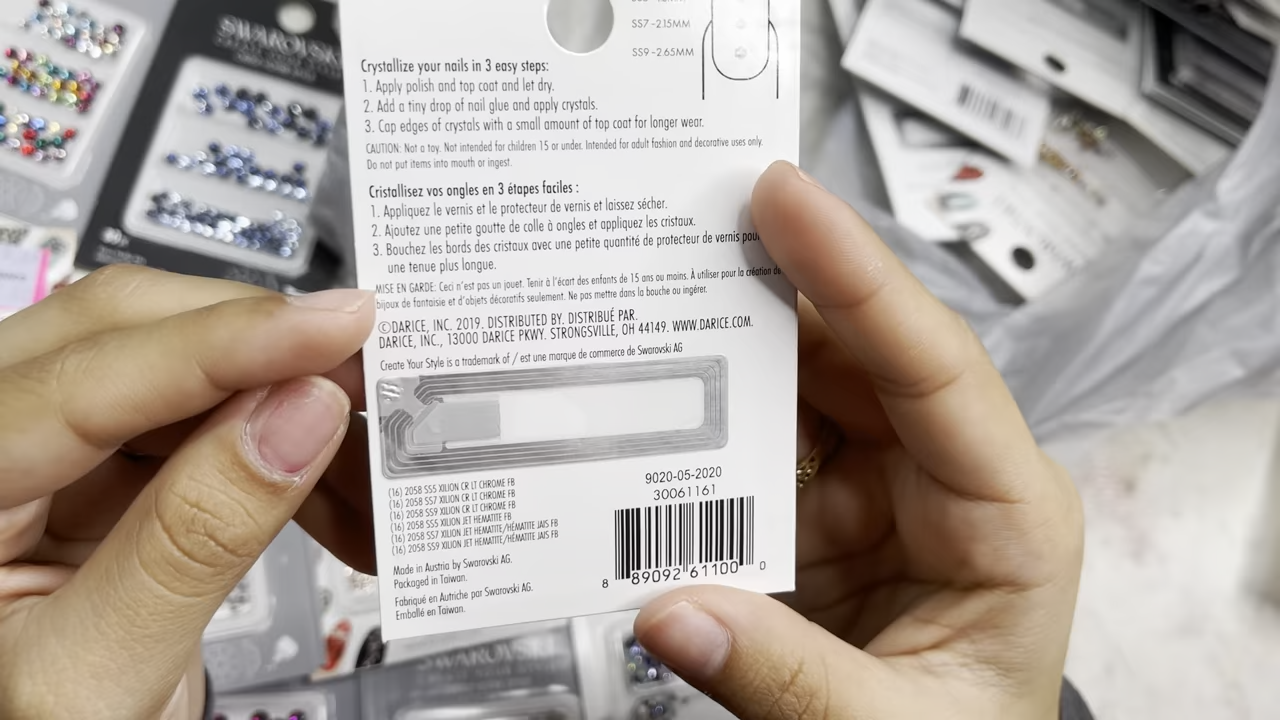 SWAROVSKI
SS7 -2.15MM
SS9 -2.65MM
Crystallize your nails in 3 easy steps:
1. Apply polish and top coat and let dry.
2. Add a tiny drop of nail glue and apply crystals.
3. Cap edges of crystals with a small amount of top coat for longer wear.
CAUTION: Not a toy. Not intended for children 15 or under. Intended for adult fashion and decorative uses only.
Do not put items into mouth or ingest.
Cristallisez vos ongles en 3 étapes faciles :
1. Appliquez le vernis et le protecteur de vernis et laissez sécher.
2. Ajoutez une petite goutte de colle à ongles et appliquez les cristaux.
3. Bouchez les bords des cristaux avec une petite quantité de protecteur de vernis pour
une tenue plus longue.
MISE EN GARDE: Ceci n'est pas un jouet. Tenir à l'écart des enfants de 15 ans ou moins. À utiliser pour la création de
bijoux de fantaisie et d'objets décoratifs seulement. Ne pas mettre dans la bouche ou ingérer.
©DARICE, INC. 2019. DISTRIBUTED BY. DISTRIBUÉ PAR.
DARICE, INC., 13000 DARICE PKWY. STRONGSVILLE, OH 44149. WWW.DARICE.COM.
Create Your Style is a trademark of / est une marque de commerce de Swarovski AG
(16) 2058 SS5 XILION CR LT CHROME FB
(16) 2058 SS7 XILION CR LT CHROME FB
(16) 2058 SS9 XILION CR LT CHROME FB
(16) 2058 SS5 XILION JET HEMATITE FB
(16) 2058 SS7 XILION JET HEMATITE/HÉMATITE JAIS FB
(16) 2058 SS9 XILION JET HEMATITE/HÉMATITE JAIS FB
Made in Austria by Swarovski AG.
Packaged in Taiwan.
Fabriqué en Autriche par Swarovski AG.
Emballé en Taiwan.
9020-05-2020
30061161
8 89092 61100 0